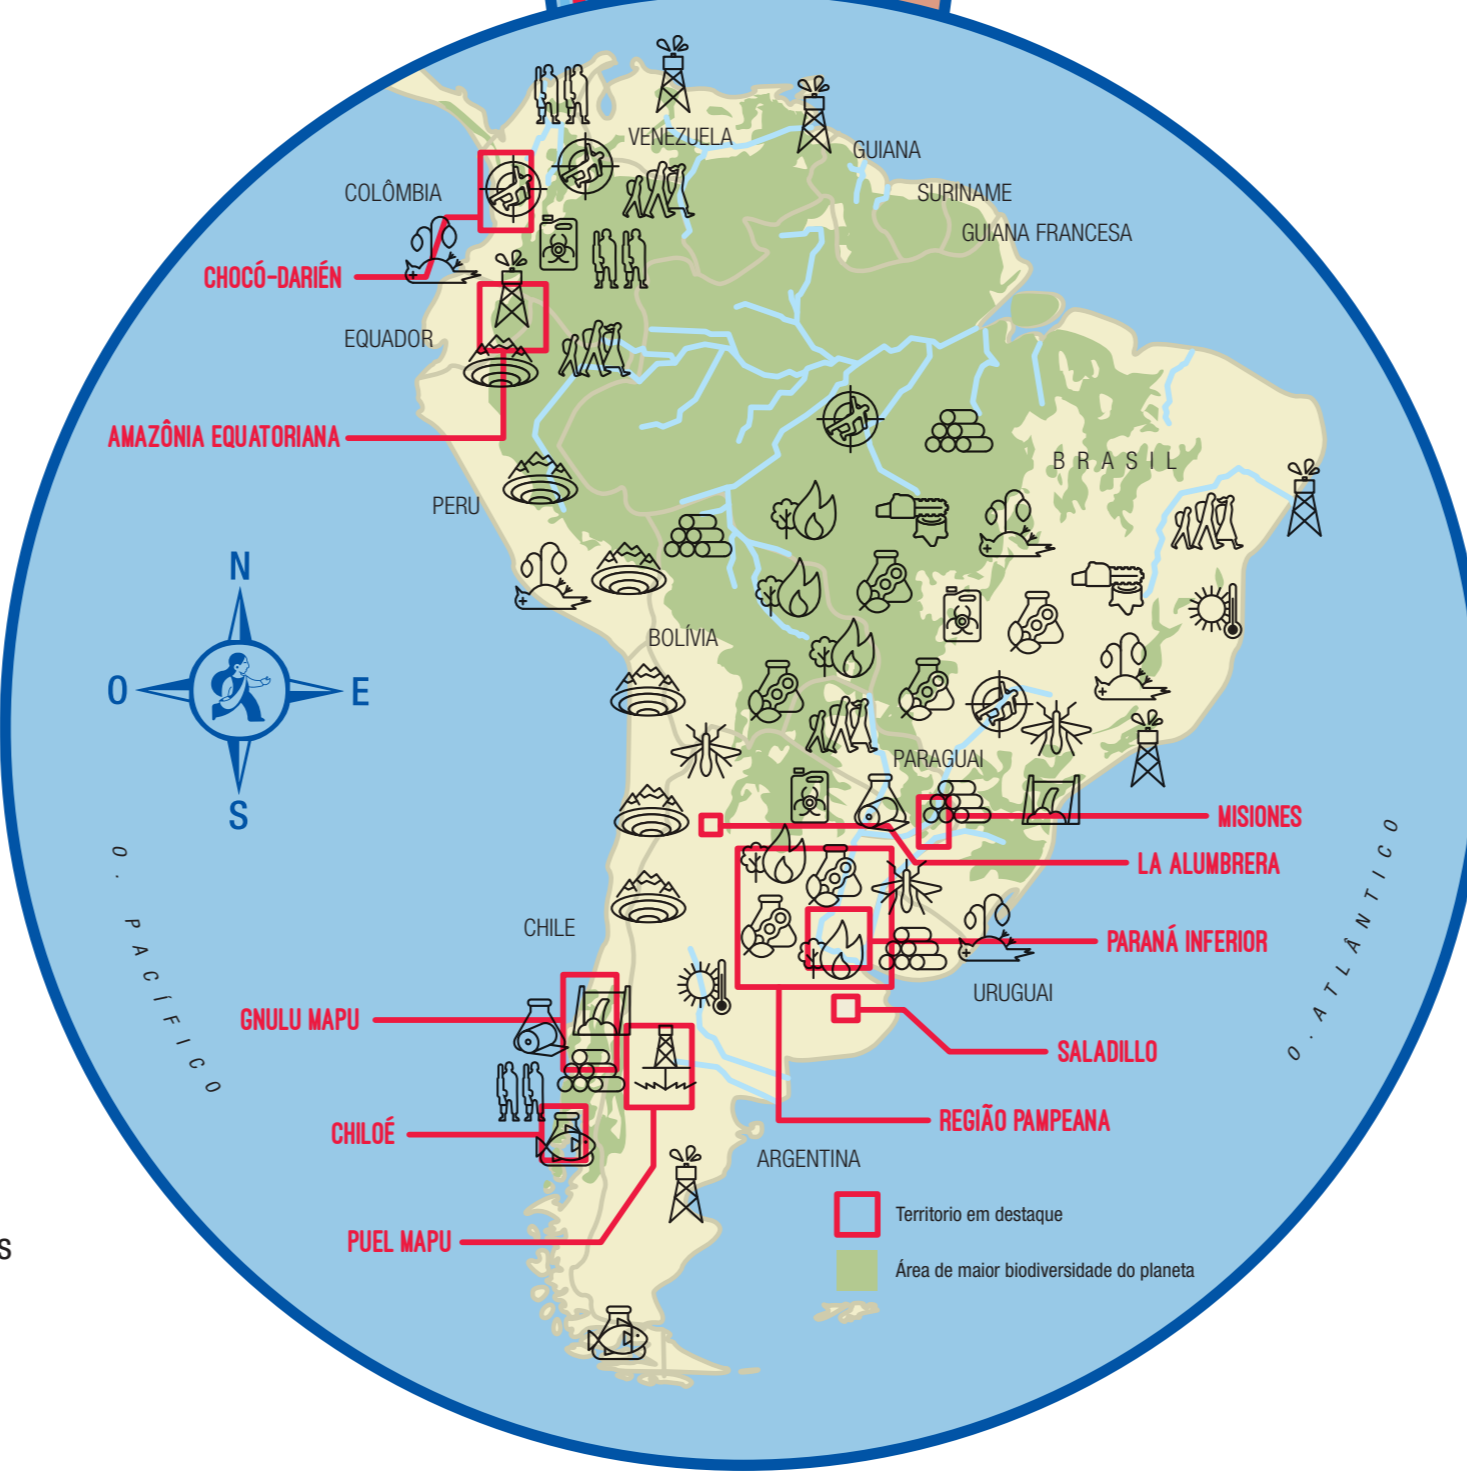 VENEZUELA
GUIANA
COLÔMBIA
SURINAME
GUIANA FRANCESA
CHOCÓ-DARIÉN
EQUADOR
AMAZÔNIA EQUATORIANA
BRASIL
PERU
N
BOLÍVIA
O
E
S
PARAGUAI
MISIONES
LA ALUMBRERA
O. PACÍFICO
O. ATLÂNTICO
CHILE
PARANÁ INFERIOR
URUGUAI
GNULU MAPU
SALADILLO
REGIÃO PAMPEANA
CHILOÉ
ARGENTINA
Territorio em destaque
PUEL MAPU
S
Área de maior biodiversidade do planeta